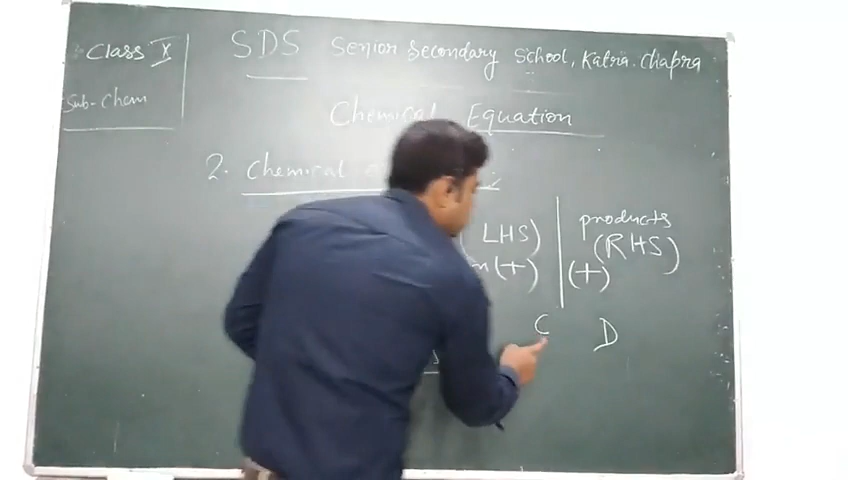 Class X
SDS Senior Secondary School, Katra. Chapra
Sub- Chem
Chemical Equation
2. Chemical
(LHS)
products
(RHS)
(+)
(+)
C
D